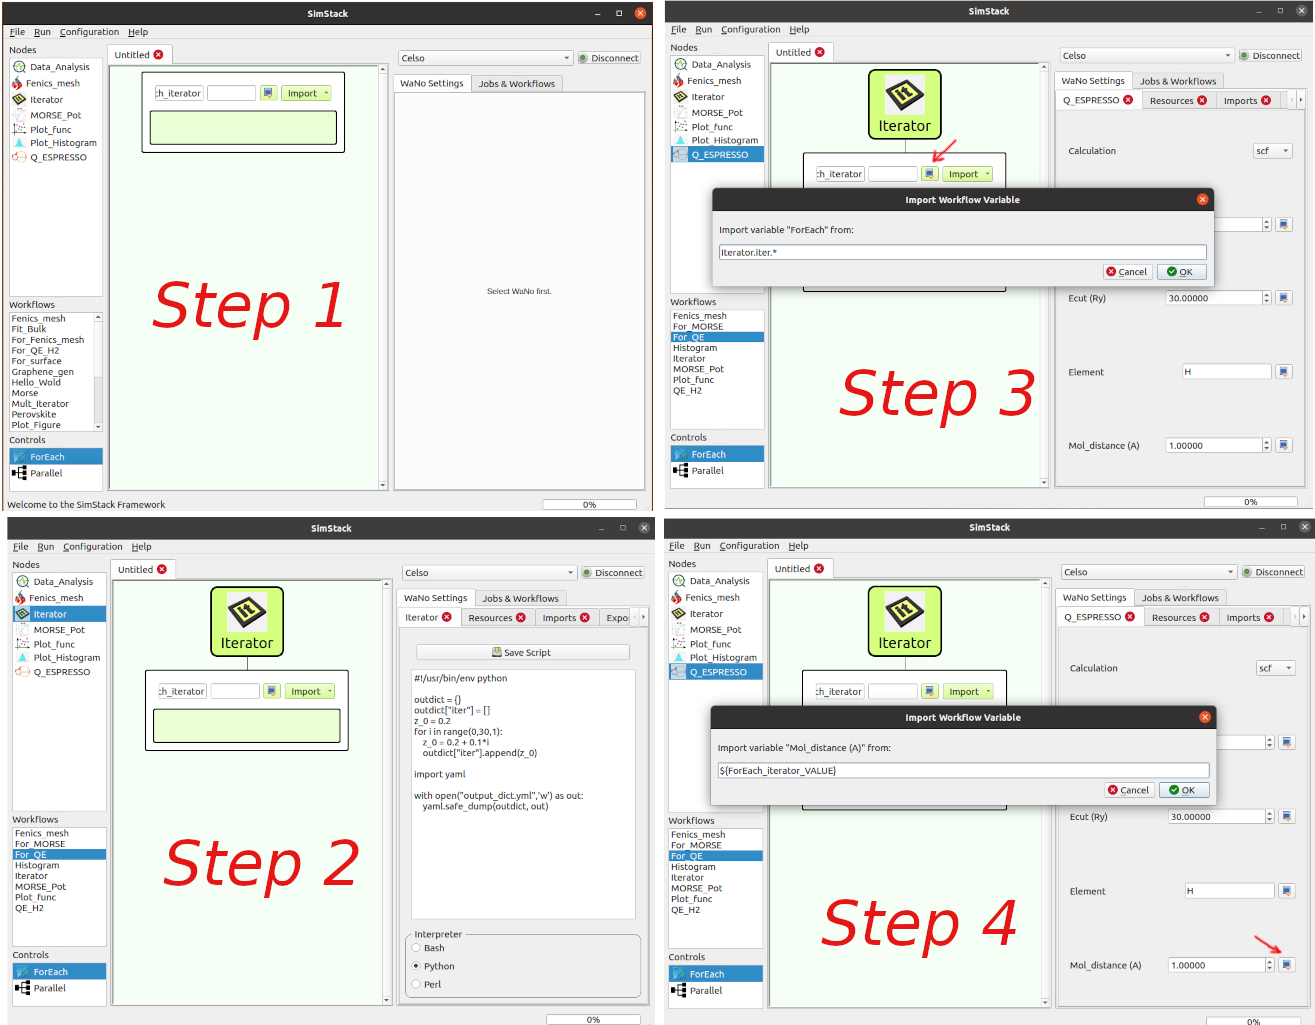 SimStack
File Run Configuration Help
Nodes
Data_Analysis
Fenics_mesh
Iterator
MORSE_Pot
Plot_func
Plot_Histogram
Q_ESPRESSO
Workflows
Fenics_mesh
Fit_Bulk
For_Fenics_mesh
For_QE_H2
For_surface
Graphene_gen
Hello_Wold
Morse
Mult_Iterator
Perovskite
Plot_Figure
Controls
ForEach
Parallel
Welcome to the SimStack Framework
Untitled
ch_iterator Import
Step 1
Celso Disconnect
WaNo Settings Jobs & Workflows
Select WaNo first.
0%
SimStack
File Run Configuration Help
Nodes
Data_Analysis
Fenics_mesh
Iterator
MORSE_Pot
Plot_func
Plot_Histogram
Q_ESPRESSO
Workflows
Fenics_mesh
For_MORSE
For_QE
Histogram
Iterator
MORSE_Pot
Plot_func
QE_H2
Controls
ForEach
Parallel
Untitled
Iterator
ch_iterator Import
Import Workflow Variable
Import variable "ForEach" from:
Iterator.iter.*
Cancel OK
Step 3
Celso Disconnect
WaNo Settings Jobs & Workflows
Q_ESPRESSO Resources Imports
Calculation scf
Ecut (Ry) 30.00000
Element H
Mol_distance (A) 1.00000
0%
SimStack
File Run Configuration Help
Nodes
Data_Analysis
Fenics_mesh
Iterator
MORSE_Pot
Plot_func
Plot_Histogram
Q_ESPRESSO
Workflows
Fenics_mesh
For_MORSE
For_QE
Histogram
Iterator
MORSE_Pot
Plot_func
QE_H2
Controls
ForEach
Parallel
Untitled
Iterator
ch_iterator Import
Step 2
Celso Disconnect
WaNo Settings Jobs & Workflows
Iterator Resources Imports Expo
Save Script
#!/usr/bin/env python
outdict = {}
outdict["iter"] = []
z_0 = 0.2
for i in range(0,30,1):
z_0 = 0.2 + 0.1*i
outdict["iter"].append(z_0)
import yaml
with open("output_dict.yml",'w') as out:
yaml.safe_dump(outdict, out)
Interpreter
Bash
Python
Perl
0%
SimStack
File Run Configuration Help
Nodes
Data_Analysis
Fenics_mesh
Iterator
MORSE_Pot
Plot_func
Plot_Histogram
Q_ESPRESSO
Workflows
Fenics_mesh
For_MORSE
For_QE
Histogram
Iterator
MORSE_Pot
Plot_func
QE_H2
Controls
ForEach
Parallel
Untitled
Iterator
ch_iterator Import
Import Workflow Variable
Import variable "Mol_distance (A)" from:
${ForEach_iterator_VALUE}
Cancel OK
Step 4
Celso Disconnect
WaNo Settings Jobs & Workflows
Q_ESPRESSO Resources Imports
Calculation scf
Ecut (Ry) 30.00000
Element H
Mol_distance (A) 1.00000
0%